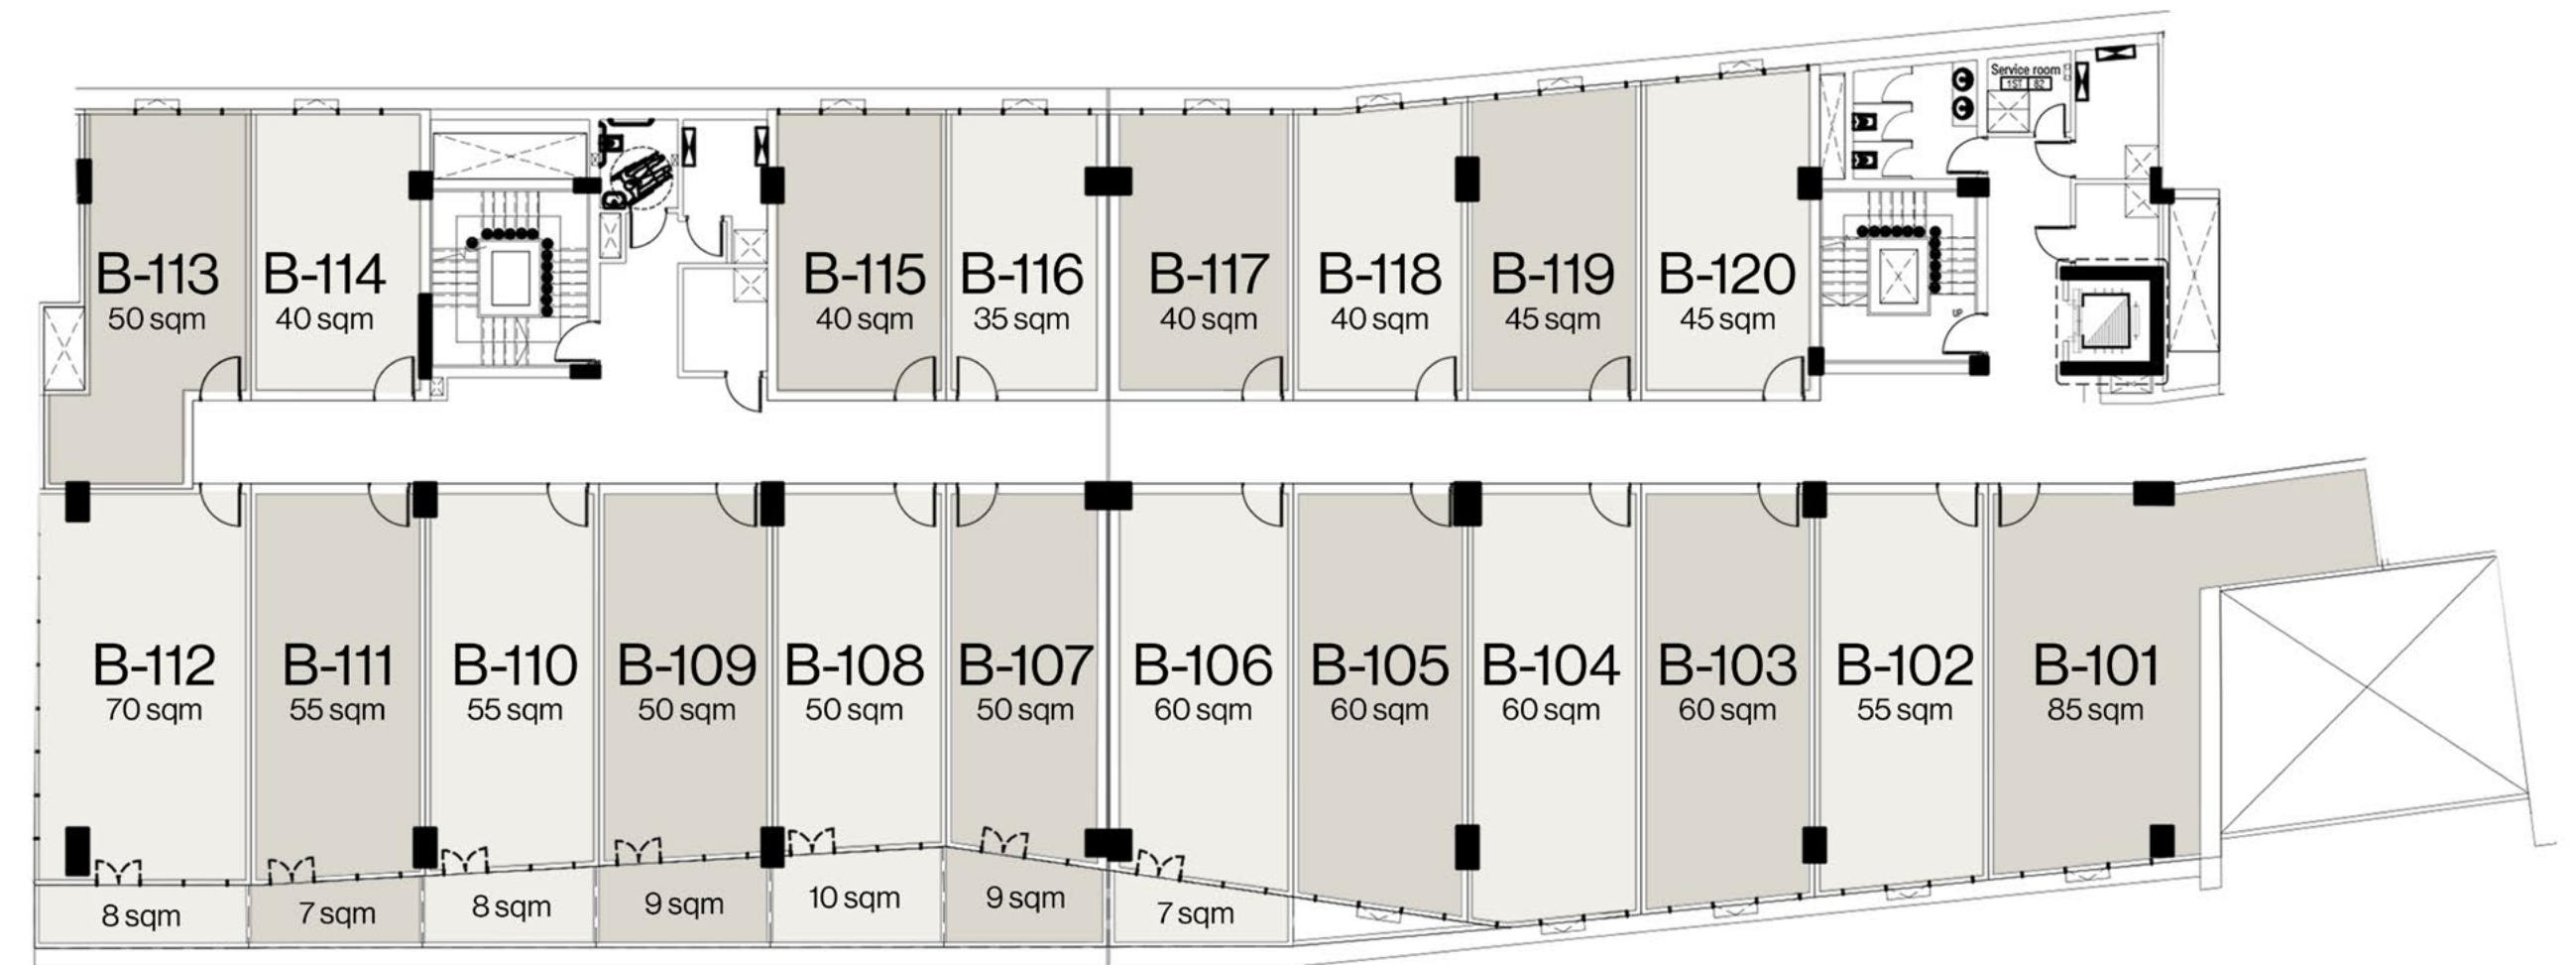 Service room
1ST 82
B-113
50 sqm
B-114
40 sqm
B-115
40 sqm
B-116
35 sqm
B-117
40 sqm
B-118
40 sqm
B-119
45 sqm
B-120
45 sqm
UP
B-112
70 sqm
B-111
55 sqm
B-110
55 sqm
B-109
50 sqm
B-108
50 sqm
B-107
50 sqm
B-106
60 sqm
B-105
60 sqm
B-104
60 sqm
B-103
60 sqm
B-102
55 sqm
B-101
85 sqm
8 sqm
7 sqm
8 sqm
9 sqm
10 sqm
9 sqm
7 sqm